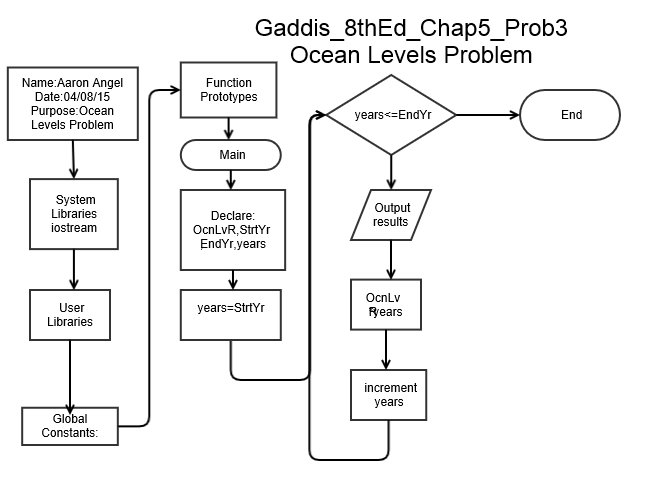 Gaddis_8thEd_Chap5_Prob3
Ocean Levels Problem
Name:Aaron Angel
Date:04/08/15
Purpose:Ocean
Levels Problem
System
Libraries
iostream
User
Libraries
Global
Constants:
Function
Prototypes
Main
Declare:
OcnLvR,StrtYr
EndYr,years
years=StrtYr
years<=EndYr
End
Output
results
OcnLv
years
increment
years